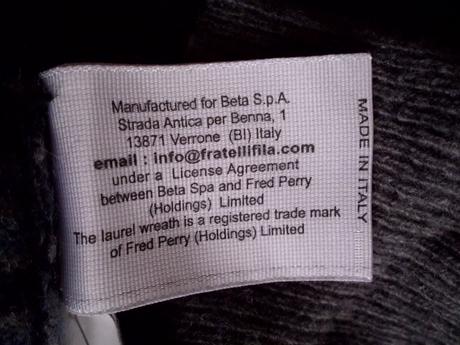 Manufactured for Beta S.p.A.
Strada Antica per Benna, 1
13871 Verrone (BI) Italy
email : info@fratellifila.com
under a License Agreement
between Beta Spa and Fred Perry
(Holdings) Limited
The laurel wreath is a registered trade mark
of Fred Perry (Holdings) Limited
MADE IN ITALY